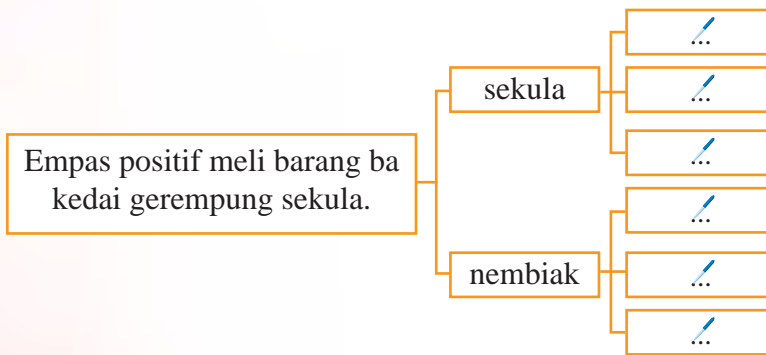 sekula
Empas positif meli barang ba
kedai gerempung sekula.
nembiak
...
...
...
...
...
...